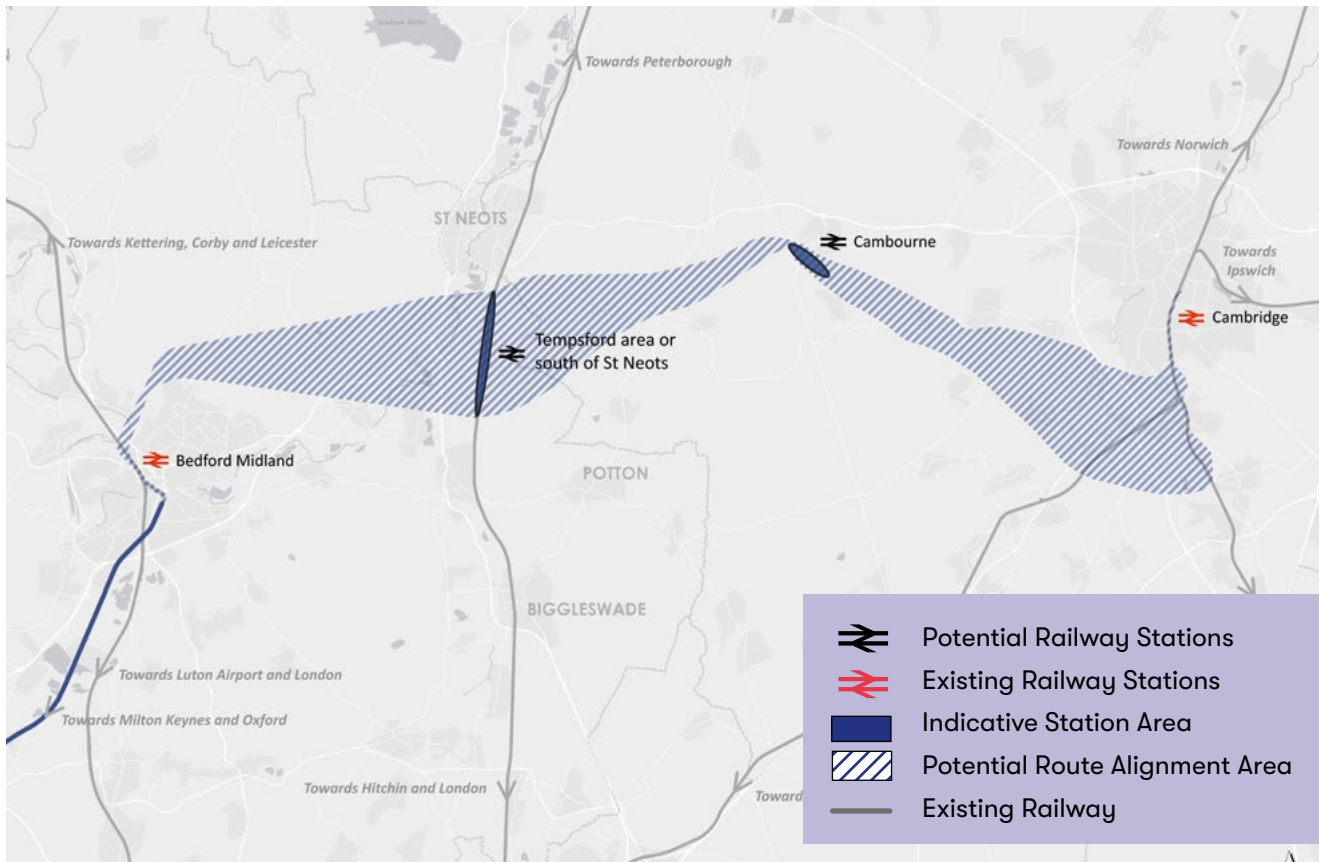 Towards Peterborough
Towards Norwich
ST NEOTS
Towards Kettering, Corby and Leicester
Cambourne
Towards
Ipswich
Cambridge
Tempsford area or
south of St Neots
Bedford Midland
POTTON
BIGGLESWADE
Towards Luton Airport and London
Towards Milton Keynes and Oxford
Towards Hitchin and London
Toward
Potential Railway Stations
Existing Railway Stations
Indicative Station Area
Potential Route Alignment Area
Existing Railway